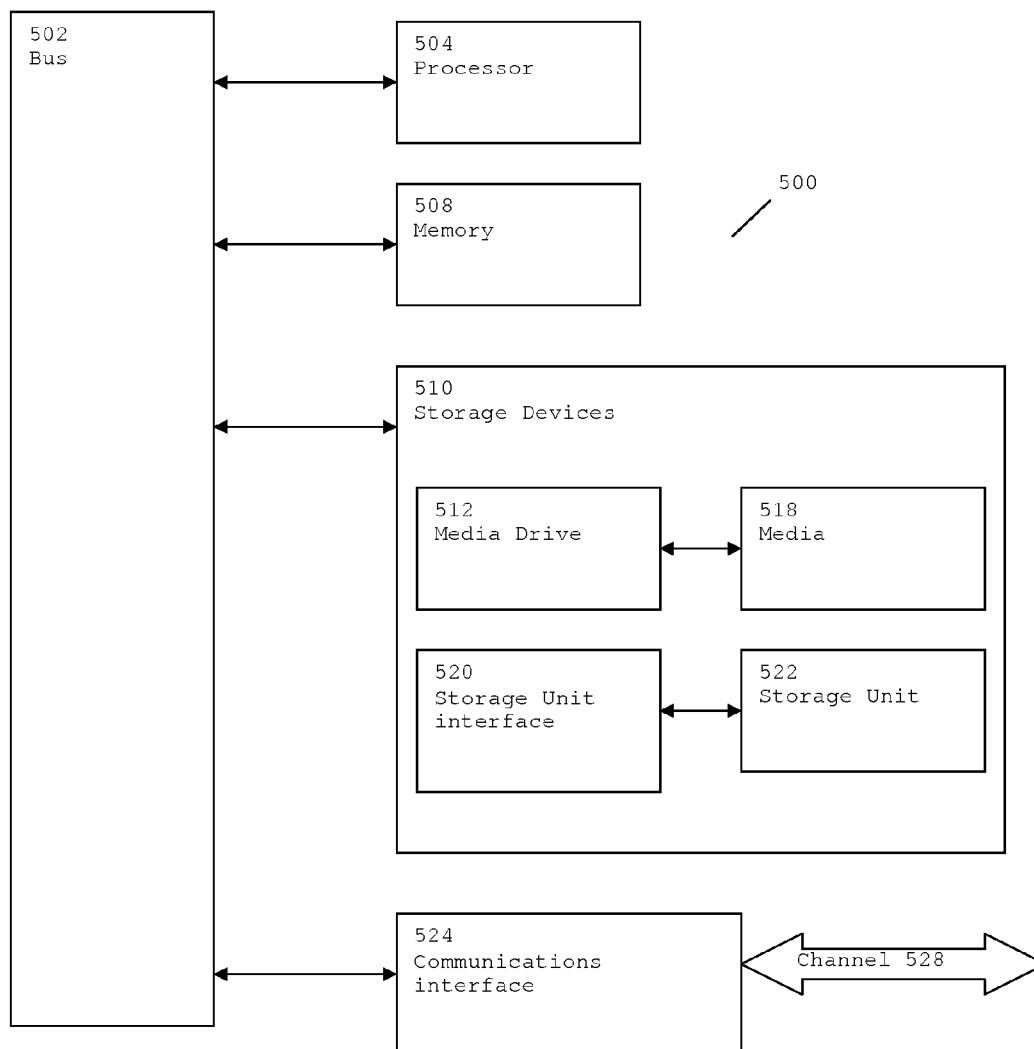 502
Bus
504
Processor
508
Memory
500
510
Storage Devices
512
Media Drive
518
Media
520
Storage Unit
interface
522
Storage Unit
524
Communications
interface
Channel 528